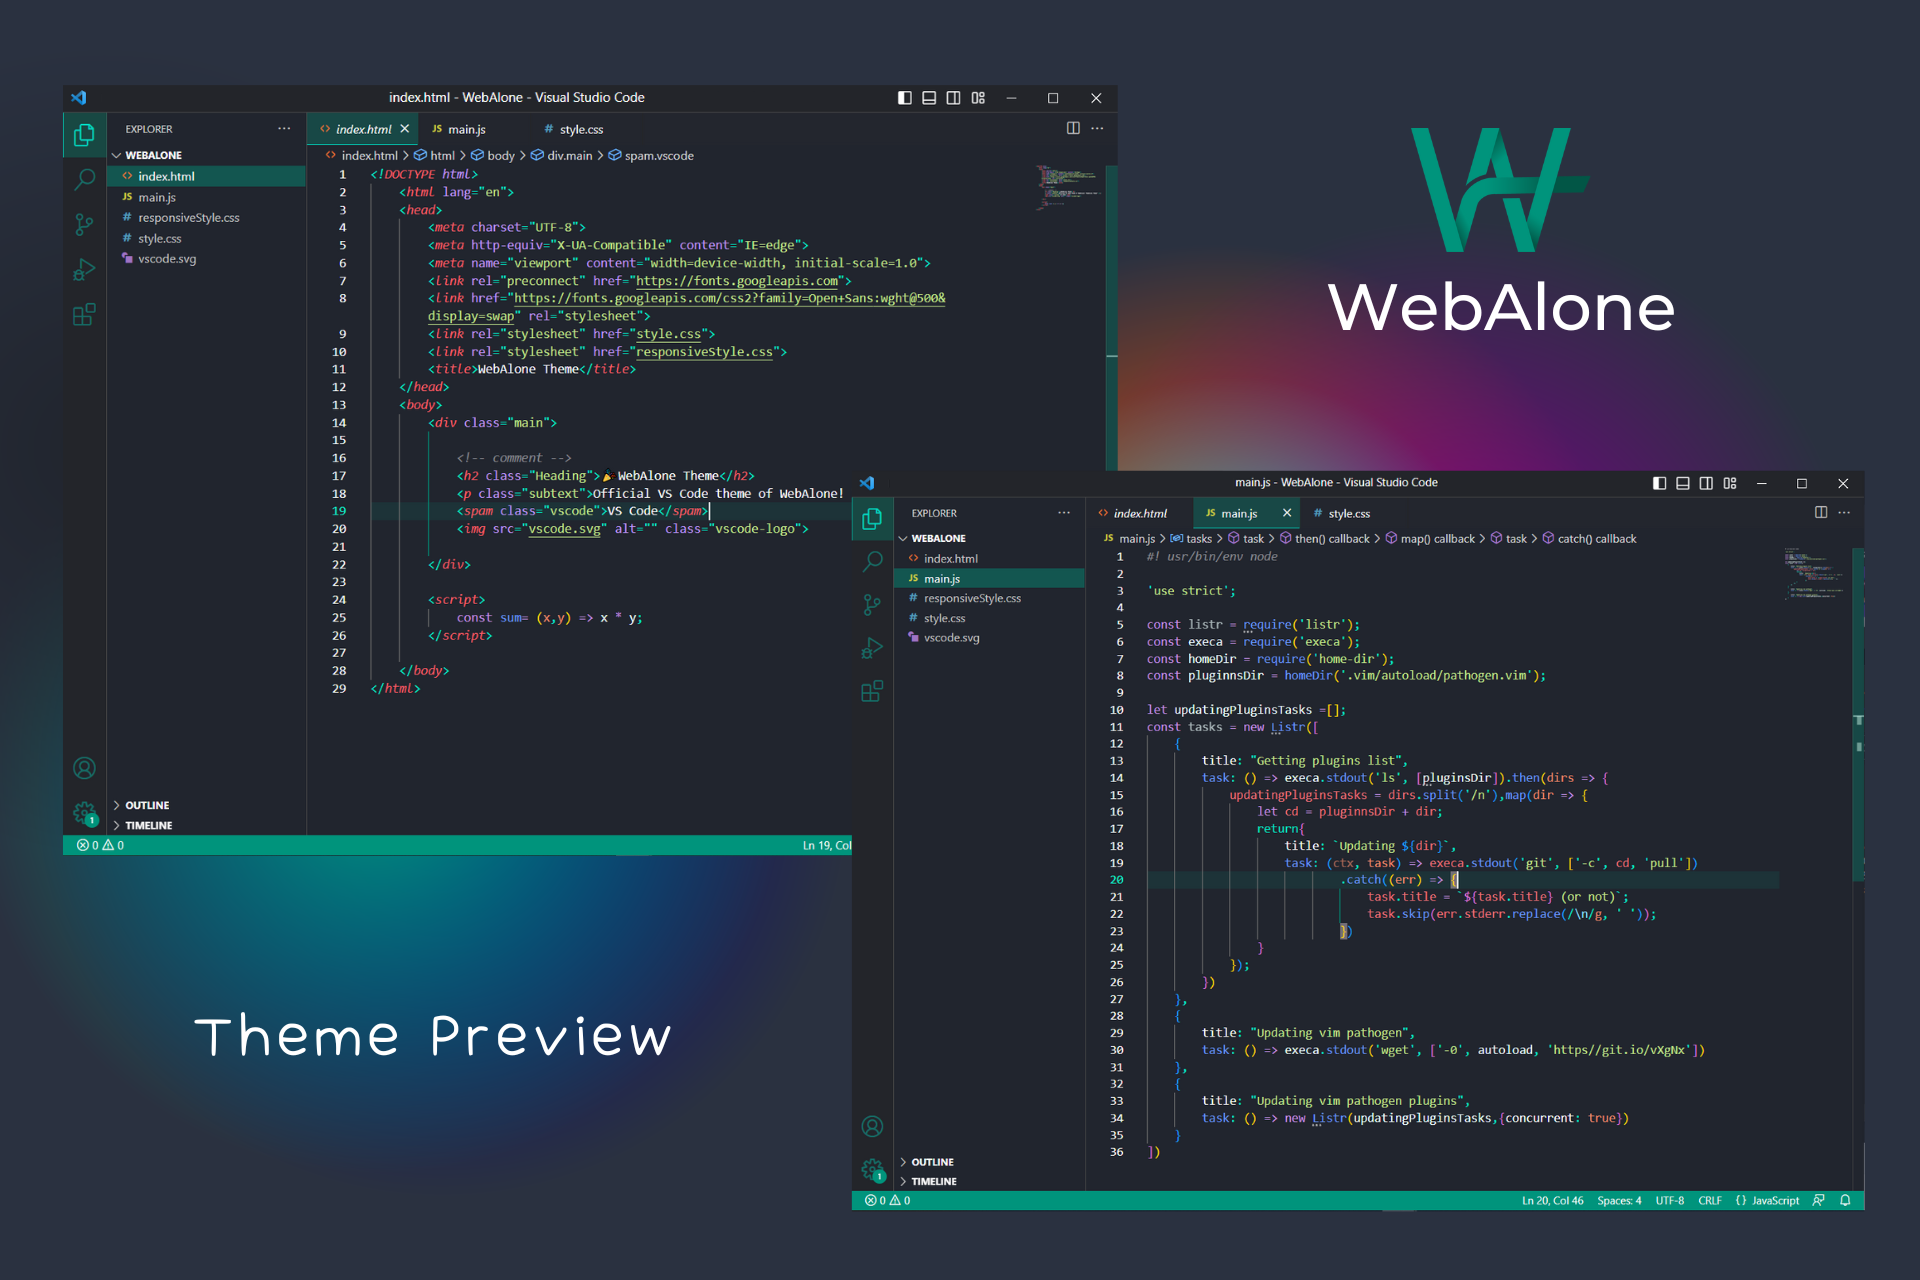 index.html - WebAlone - Visual Studio Code
EXPLORER
WEBALONE
index.html
main.js
responsiveStyle.css
style.css
vscode.svg
OUTLINE
TIMELINE
index.html main.js style.css
index.html > html > body > div.main > spam.vscode
1 <!DOCTYPE html>
2 <html lang="en">
3 <head>
4 <meta charset="UTF-8">
5 <meta http-equiv="X-UA-Compatible" content="IE=edge">
6 <meta name="viewport" content="width=device-width, initial-scale=1.0">
7 <link rel="preconnect" href="https://fonts.googleapis.com">
8 <link href="https://fonts.googleapis.com/css2?family=Open+Sans:wght@500&
display=swap" rel="stylesheet">
9 <link rel="stylesheet" href="style.css">
10 <link rel="stylesheet" href="responsiveStyle.css">
11 <title>WebAlone Theme</title>
12 </head>
13 <body>
14 <div class="main">
15
16 <!-- comment -->
17 <h2 class="Heading">🎉WebAlone Theme</h2>
18 <p class="subtext">Official VS Code theme of WebAlone!
19 <spam class="vscode">VS Code</spam>
20 <img src="vscode.svg" alt="" class="vscode-logo">
21
22 </div>
23
24 <script>
25 const sum= (x,y) => x * y;
26 </script>
27
28 </body>
29 </html>
1
0 0
Ln 19, Col
WebAlone
main.js - WebAlone - Visual Studio Code
EXPLORER
WEBALONE
index.html
main.js
responsiveStyle.css
style.css
vscode.svg
OUTLINE
TIMELINE
index.html main.js style.css
main.js > tasks > task > then() callback > map() callback > task > catch() callback
1 #! usr/bin/env node
2
3 'use strict';
4
5 const listr = require('listr');
6 const execa = require('execa');
7 const homeDir = require('home-dir');
8 const pluginnsDir = homeDir('.vim/autoload/pathogen.vim');
9
10 let updatingPluginsTasks =[];
11 const tasks = new Listr([
12 {
13 title: "Getting plugins list",
14 task: () => execa.stdout('ls', [pluginsDir]).then(dirs => {
15 updatingPluginsTasks = dirs.split('/n'),map(dir => {
16 let cd = pluginnsDir + dir;
17 return{
18 title: `Updating ${dir}`,
19 task: (ctx, task) => execa.stdout('git', ['-c', cd, 'pull'])
20 .catch((err) => {
21 task.title = `${task.title} (or not)`;
22 task.skip(err.stderr.replace(/\n/g, ' '));
23 })
24 }
25 });
26 })
27 },
28 {
29 title: "Updating vim pathogen",
30 task: () => execa.stdout('wget', ['-0', autoload, 'https//git.io/vXgNx'])
31 },
32 {
33 title: "Updating vim pathogen plugins",
34 task: () => new Listr(updatingPluginsTasks,{concurrent: true})
35 }
36 ])
1
0 0
Ln 20, Col 46 Spaces: 4 UTF-8 CRLF {} JavaScript
Theme Preview